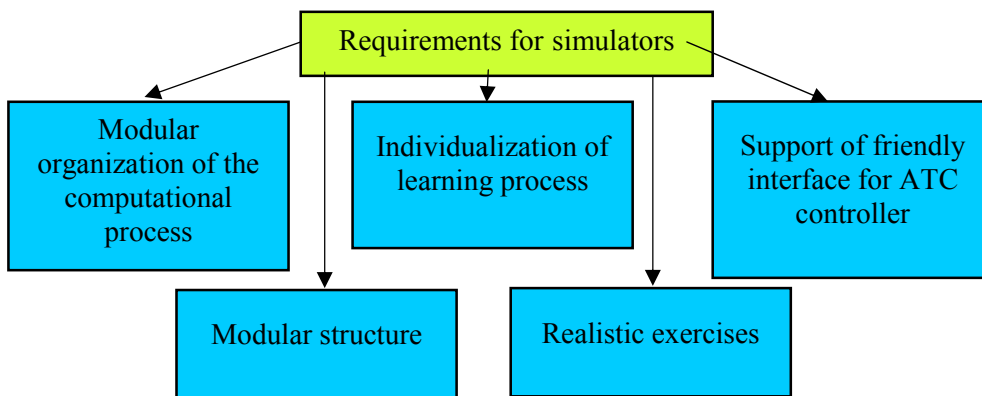 Requirements for simulators
Modular
organization of the
computational
process
Individualization of
learning process
Support of friendly
interface for ATC
controller
Modular structure
Realistic exercises